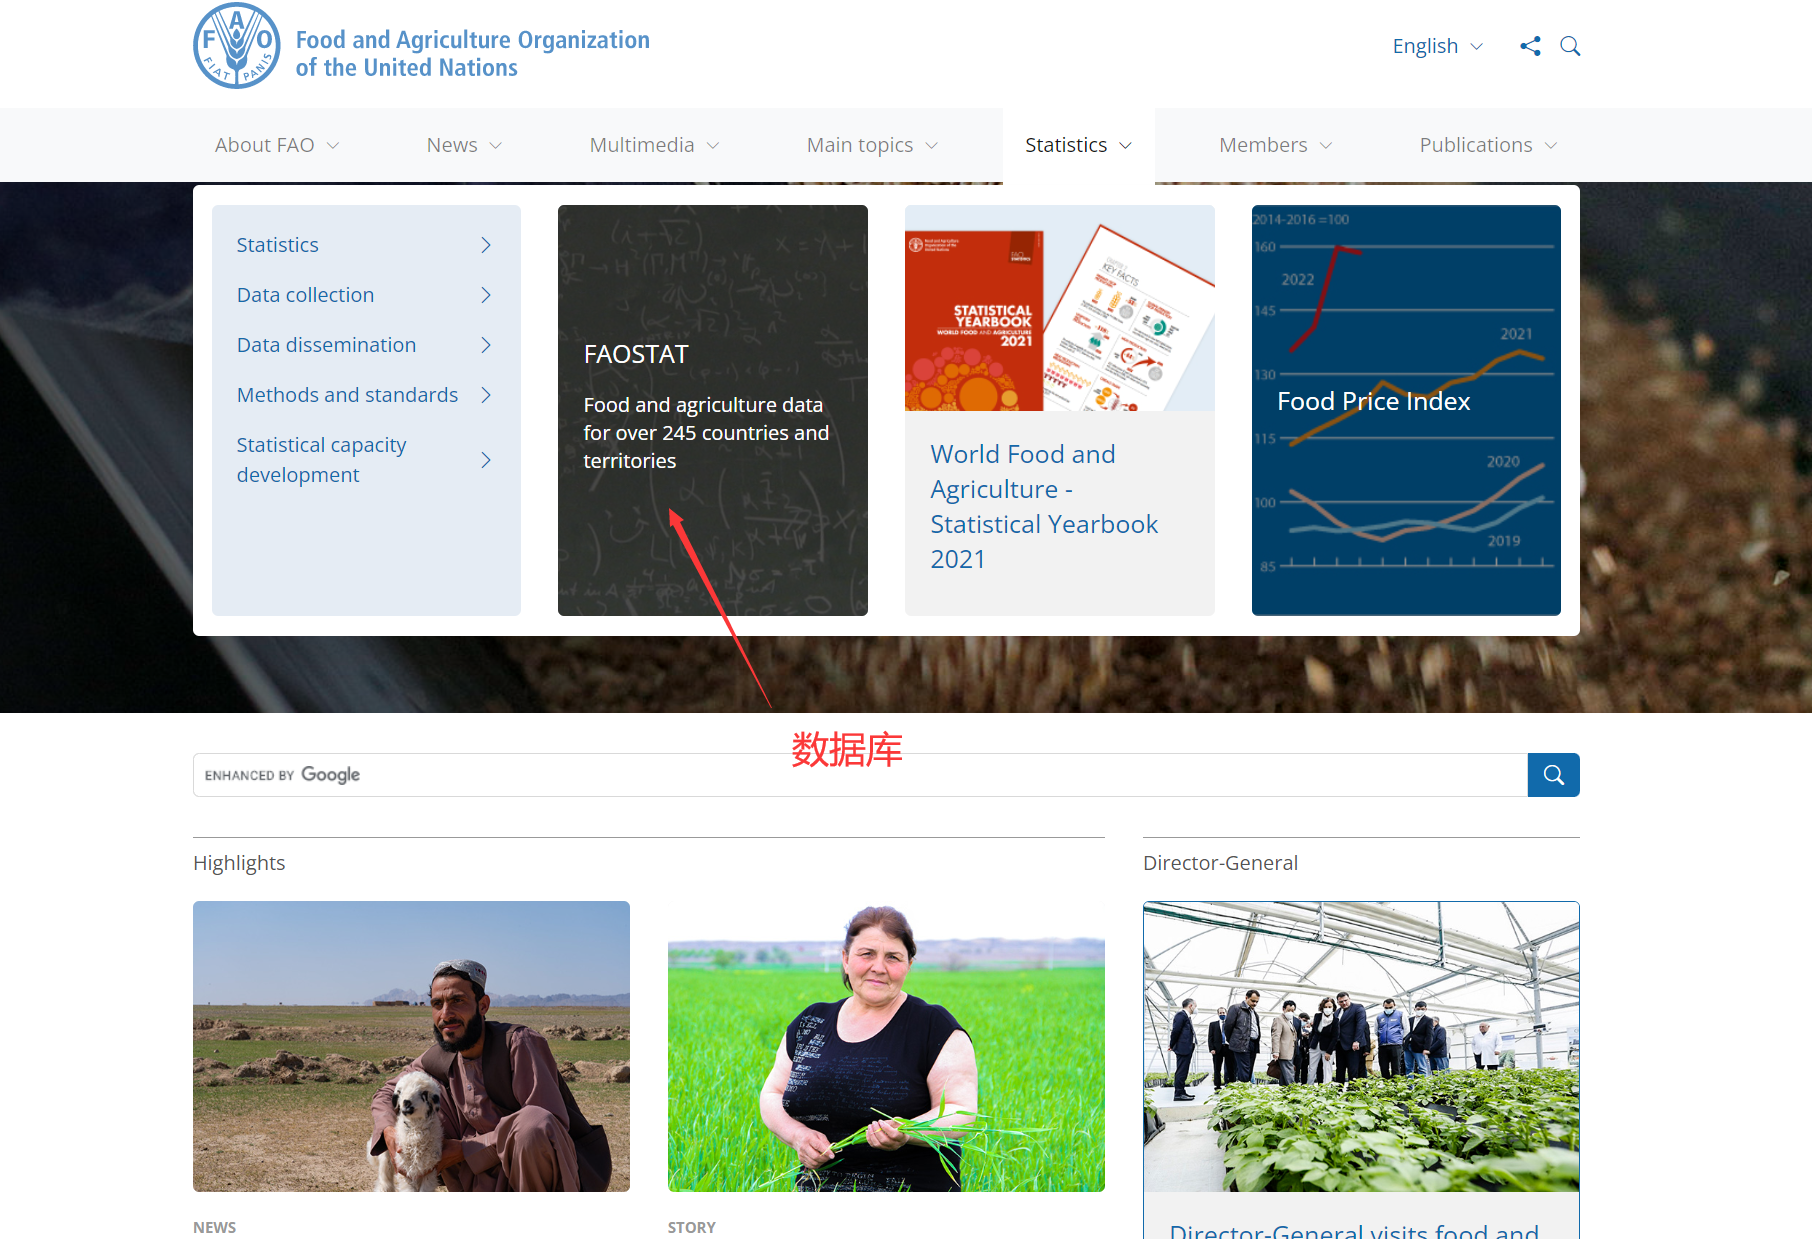 FAO
FIAT PANIS
Food and Agriculture Organization
of the United Nations
English
About FAO
News
Multimedia
Main topics
Statistics
Members
Publications
Statistics
Data collection
Data dissemination
Methods and standards
Statistical capacity
development
FAOSTAT
Food and agriculture data
for over 245 countries and
territories
KEY FACTS
STATISTICAL
YEARBOOK
WORLD FOOD AND AGRICULTURE
2021
World Food and
Agriculture -
Statistical Yearbook
2021
2014-2016 =100
160
2022
145
2021
130
Food Price Index
115
2020
100
2019
85
数据库
ENHANCED BY Google
Highlights
Director-General
NEWS
STORY
Director-General visits food and